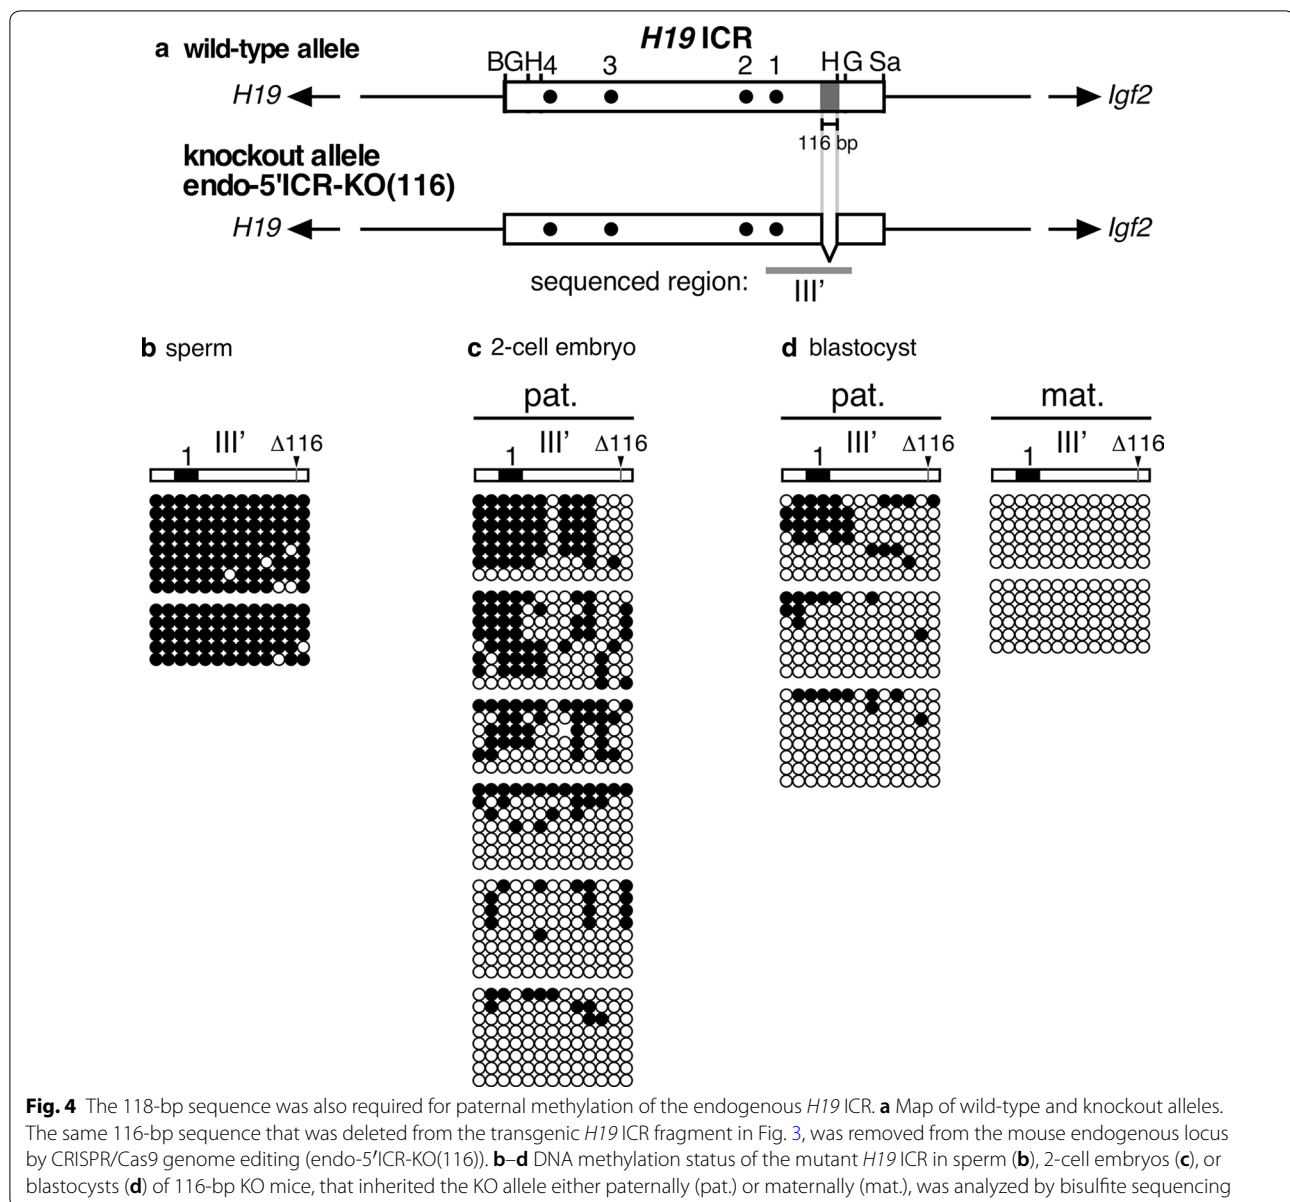 a wild-type allele
H19 ICR
BGH4 3 2 1 H G Sa
H19 Igf2
116 bp
knockout allele
endo-5'ICR-KO(116)
H19 Igf2
sequenced region:
III'
b sperm
c 2-cell embryo
d blastocyst
pat. pat. mat.
III' Δ116 III' Δ116 III' Δ116 III' Δ116
1 1 1 1
Fig. 4 The 118-bp sequence was also required for paternal methylation of the endogenous H19 ICR. a Map of wild-type and knockout alleles.
The same 116-bp sequence that was deleted from the transgenic H19 ICR fragment in Fig. 3, was removed from the mouse endogenous locus
by CRISPR/Cas9 genome editing (endo-5′ICR-KO(116)). b–d DNA methylation status of the mutant H19 ICR in sperm (b), 2-cell embryos (c), or
blastocysts (d) of 116-bp KO mice, that inherited the KO allele either paternally (pat.) or maternally (mat.), was analyzed by bisulfite sequencing